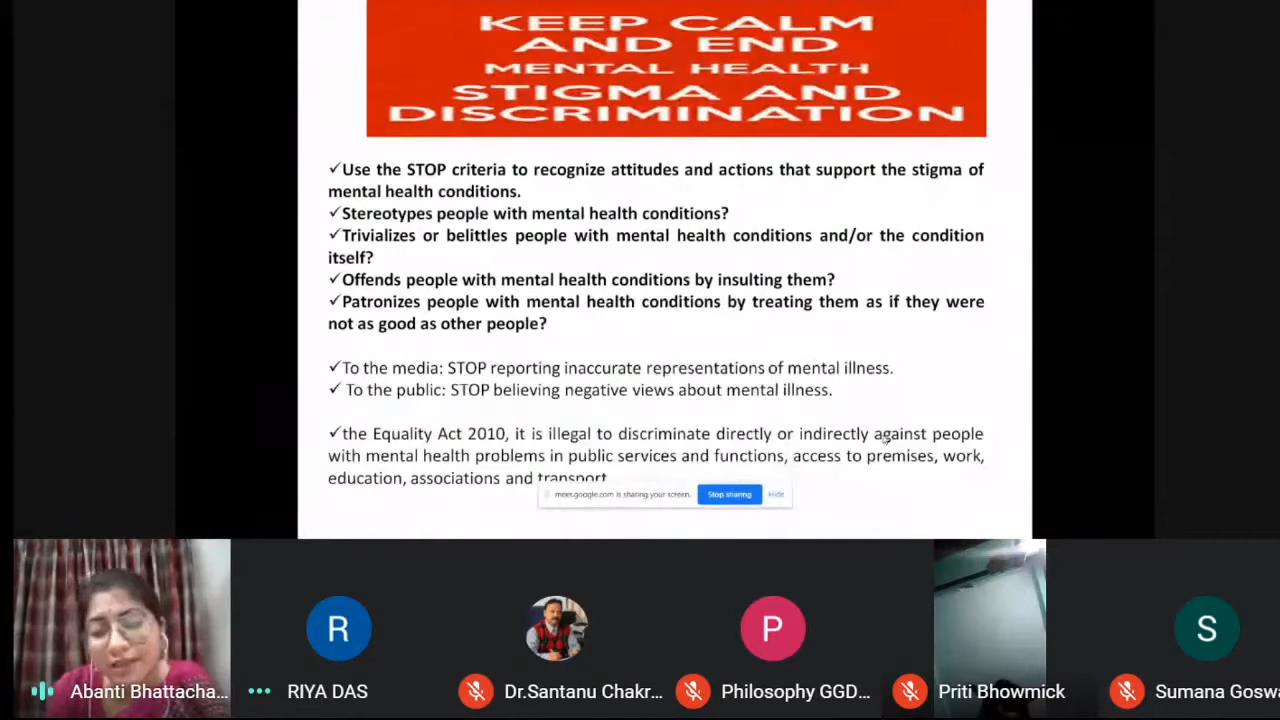 KEEP CALM
AND END
MENTAL HEALTH
STIGMA AND
DISCRIMINATION
✓Use the STOP criteria to recognize attitudes and actions that support the stigma of
mental health conditions.
✓Stereotypes people with mental health conditions?
✓Trivializes or belittles people with mental health conditions and/or the condition
itself?
✓Offends people with mental health conditions by insulting them?
✓Patronizes people with mental health conditions by treating them as if they were
not as good as other people?
✓To the media: STOP reporting inaccurate representations of mental illness.
✓ To the public: STOP believing negative views about mental illness.
✓the Equality Act 2010, it is illegal to discriminate directly or indirectly against people
with mental health problems in public services and functions, access to premises, work,
education, associations and transport
meet.google.com is sharing your screen. Stop sharing Hide
R
P
S
Abanti Bhattacha... RIYA DAS Dr.Santanu Chakr... Philosophy GGD... Priti Bhowmick Sumana Gosw